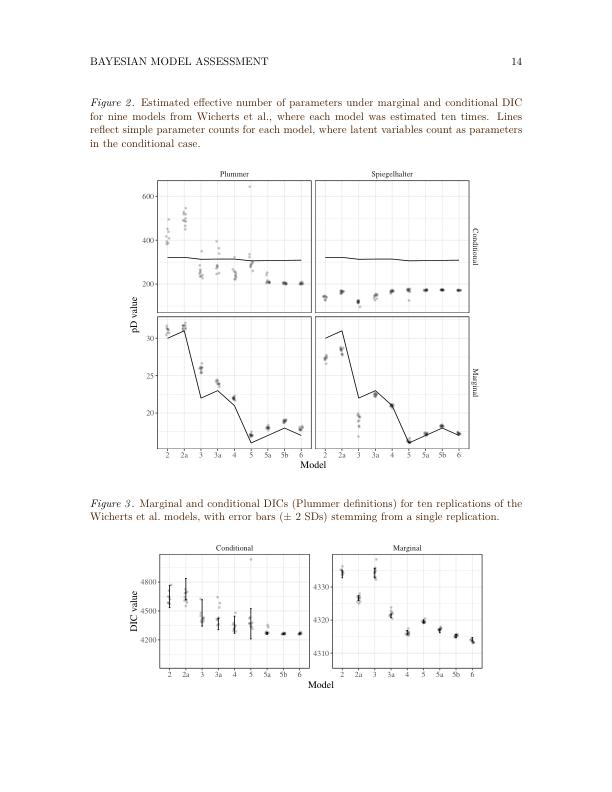 BAYESIAN MODEL ASSESSMENT 14
Figure 2. Estimated effective number of parameters under marginal and conditional DIC
for nine models from Wicherts et al., where each model was estimated ten times. Lines
reflect simple parameter counts for each model, where latent variables count as parameters
in the conditional case.
Plummer Spiegelhalter
600
400
200
Conditional
pD value
30
25
20
Marginal
2 2a 3 3a 4 5 5a 5b 6 2 2a 3 3a 4 5 5a 5b 6
Model
Figure 3. Marginal and conditional DICs (Plummer definitions) for ten replications of the
Wicherts et al. models, with error bars (± 2 SDs) stemming from a single replication.
Conditional Marginal
4800
4500
4200
DIC value
4330
4320
4310
2 2a 3 3a 4 5 5a 5b 6 2 2a 3 3a 4 5 5a 5b 6
Model